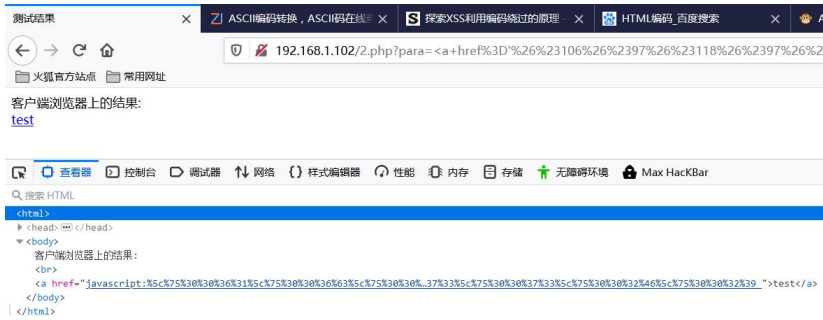 测试结果
ASCII编码转换，ASCII码在线查
探索XSS利用编码绕过的原理 -
HTML编码_百度搜索
192.168.1.102/2.php?para=<a+href%3D'%26%23106%26%2397%26%23118%26%2397%26%2
火狐官方站点 常用网址
客户端浏览器上的结果:
test
查看器 控制台 调试器 网络 {} 样式编辑器 性能 内存 存储 无障碍环境 Max HacKBar
搜索 HTML
<html>
<head> ••• </head>
<body>
客户端浏览器上的结果:
<br>
<a href="javascript:%5c%75%30%30%36%31%5c%75%30%30%36%63%5c%75%30%30%…37%33%5c%75%30%30%37%33%5c%75%30%30%32%46%5c%75%30%30%32%39 ">test</a>
</body>
</html>